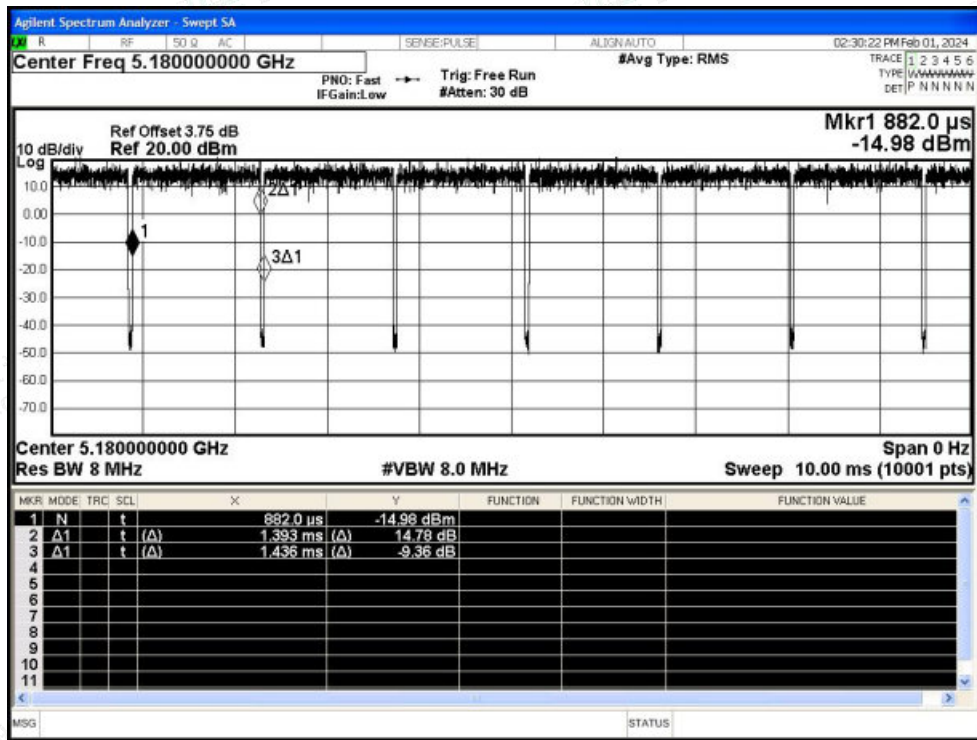 Agilent Spectrum Analyzer - Swept SA
LXI R RF 50 Ω AC SENSE:PULSE ALIGNAUTO 02:30:22 PM Feb 01, 2024
Center Freq 5.180000000 GHz #Avg Type: RMS TRACE 1 2 3 4 5 6
PNO: Fast Trig: Free Run TYPE
IFGain:Low #Atten: 30 dB DET P N N N N N
Mkr1 882.0 µs
Ref Offset 3.75 dB
10 dB/div Ref 20.00 dBm -14.98 dBm
Log
10.0
2Δ1
0.00
1
-10.0
3Δ1
-20.0
-30.0
-40.0
-50.0
-60.0
-70.0
Center 5.180000000 GHz Span 0 Hz
Res BW 8 MHz #VBW 8.0 MHz Sweep 10.00 ms (10001 pts)
MKR MODE TRC SCL X Y FUNCTION FUNCTION WIDTH FUNCTION VALUE
1 N t 882.0 µs -14.98 dBm
2 Δ1 t (Δ) 1.393 ms (Δ) 14.78 dB
3 Δ1 t (Δ) 1.436 ms (Δ) -9.36 dB
4
5
6
7
8
9
10
11
MSG STATUS